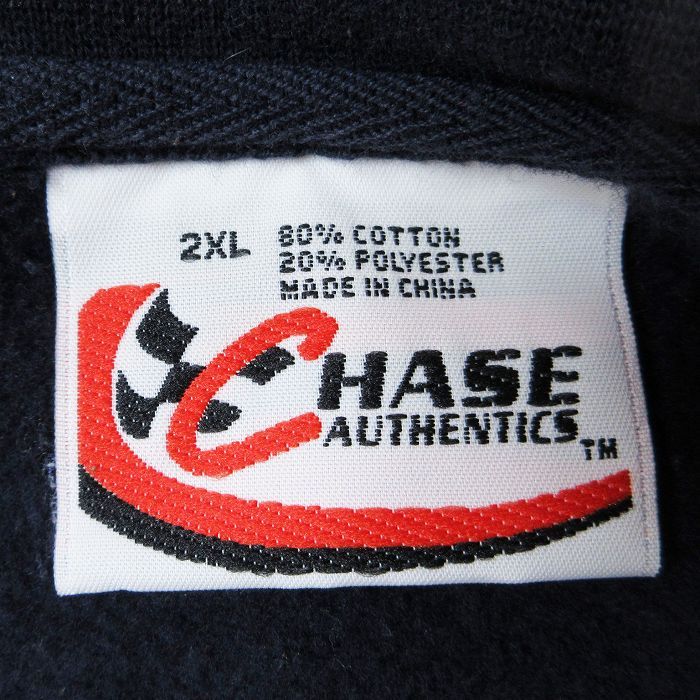 2XL 80% COTTON
20% POLYESTER
MADE IN CHINA
CHASE
AUTHENTICS TM